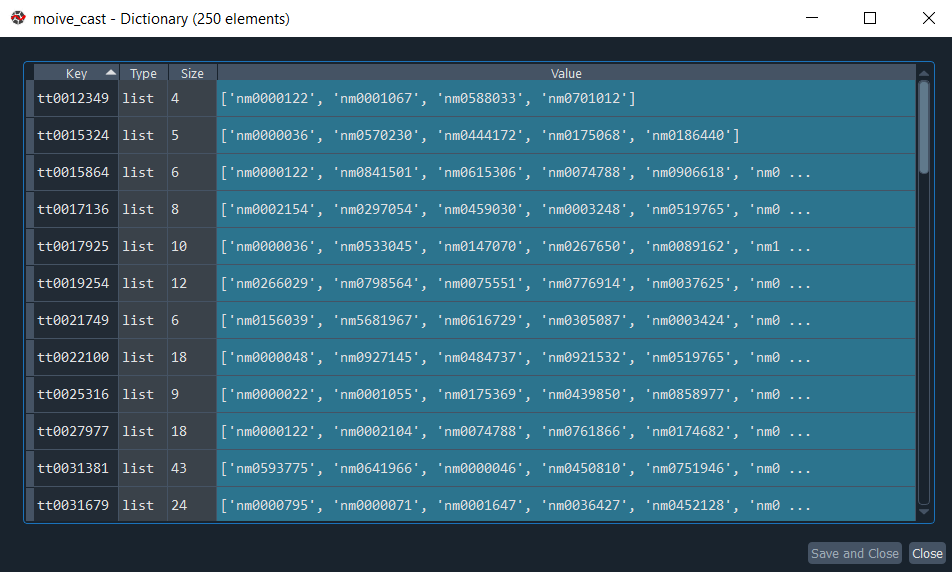 moive_cast - Dictionary (250 elements)
Key Type Size Value
tt0012349 list 4 ['nm0000122', 'nm0001067', 'nm0588033', 'nm0701012']
tt0015324 list 5 ['nm0000036', 'nm0570230', 'nm0444172', 'nm0175068', 'nm0186440']
tt0015864 list 6 ['nm0000122', 'nm0841501', 'nm0615306', 'nm0074788', 'nm0906618', 'nm0 ...
tt0017136 list 8 ['nm0002154', 'nm0297054', 'nm0459030', 'nm0003248', 'nm0519765', 'nm0 ...
tt0017925 list 10 ['nm0000036', 'nm0533045', 'nm0147070', 'nm0267650', 'nm0089162', 'nm1 ...
tt0019254 list 12 ['nm0266029', 'nm0798564', 'nm0075551', 'nm0776914', 'nm0037625', 'nm0 ...
tt0021749 list 6 ['nm0156039', 'nm5681967', 'nm0616729', 'nm0305087', 'nm0003424', 'nm0 ...
tt0022100 list 18 ['nm0000048', 'nm0927145', 'nm0484737', 'nm0921532', 'nm0519765', 'nm0 ...
tt0025316 list 9 ['nm0000022', 'nm0001055', 'nm0175369', 'nm0439850', 'nm0858977', 'nm0 ...
tt0027977 list 18 ['nm0000122', 'nm0002104', 'nm0074788', 'nm0761866', 'nm0174682', 'nm0 ...
tt0031381 list 43 ['nm0593775', 'nm0641966', 'nm0000046', 'nm0450810', 'nm0751946', 'nm0 ...
tt0031679 list 24 ['nm0000795', 'nm0000071', 'nm0001647', 'nm0036427', 'nm0452128', 'nm0 ...
Save and Close Close